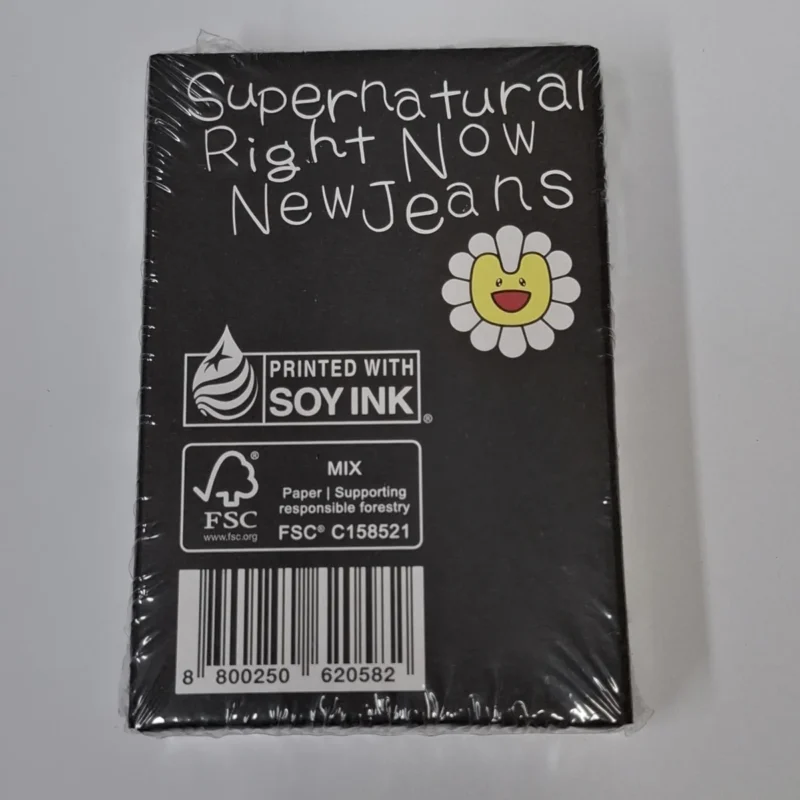 Supernatural
Right Now
NewJeans
PRINTED WITH
SOY INK
®
®
MIX
FSC
Paper | Supporting
responsible forestry
www.fsc.org
FSC® C158521
8 800250 620582